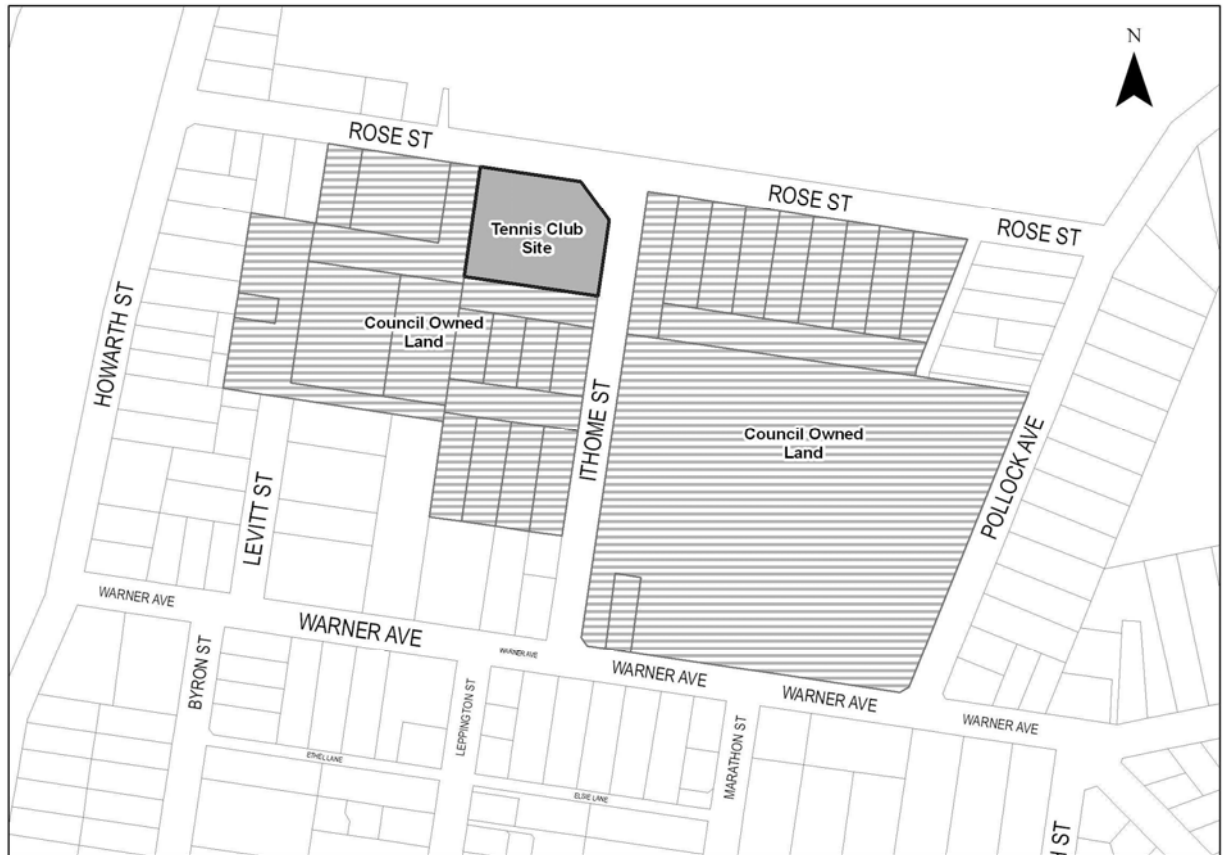 N
ROSE ST
ROSE ST
ROSE ST
Tennis Club
Site
Council Owned
Land
HOWARTH ST
ITHOME ST
Council Owned
Land
POLLOCK AVE
LEVITT ST
WARNER AVE
WARNER AVE
WARNER AVE
WARNER AVE
WARNER AVE
WARNER AVE
BYRON ST
LEPPINGTON ST
MARATHON ST
ETHEL LANE
ELSIE LANE
H ST